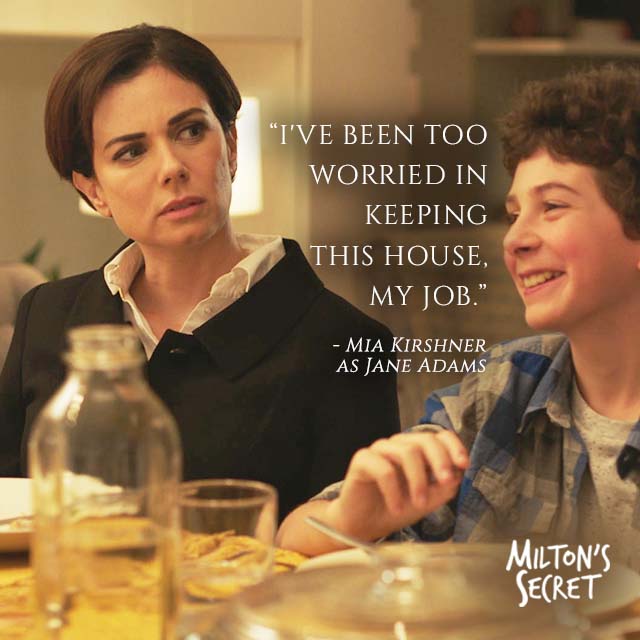 “I'VE BEEN TOO
WORRIED IN
KEEPING
THIS HOUSE,
MY JOB.”
- MIA KIRSHNER
AS JANE ADAMS
MILTON'S
SECRET